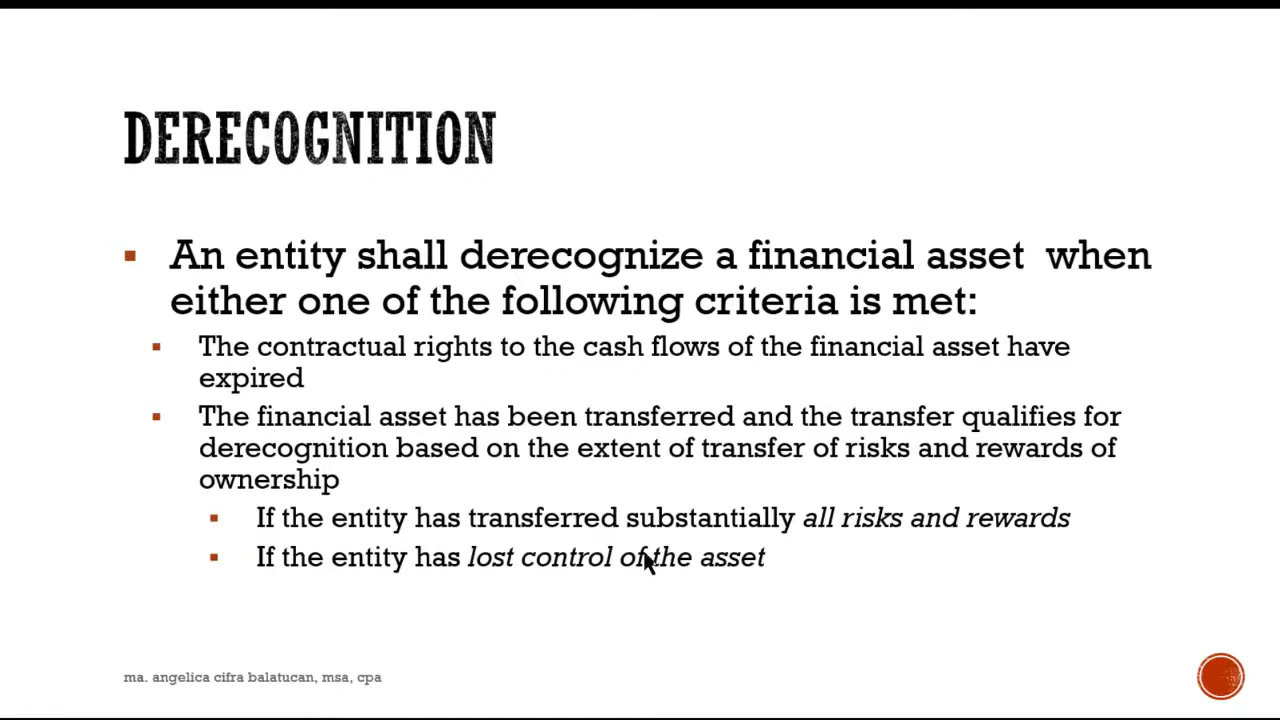 DERECOGNITION
An entity shall derecognize a financial asset when
either one of the following criteria is met:
The contractual rights to the cash flows of the financial asset have
expired
The financial asset has been transferred and the transfer qualifies for
derecognition based on the extent of transfer of risks and rewards of
ownership
If the entity has transferred substantially all risks and rewards
If the entity has lost control of the asset
ma. angelica cifra balatucan, msa, cpa